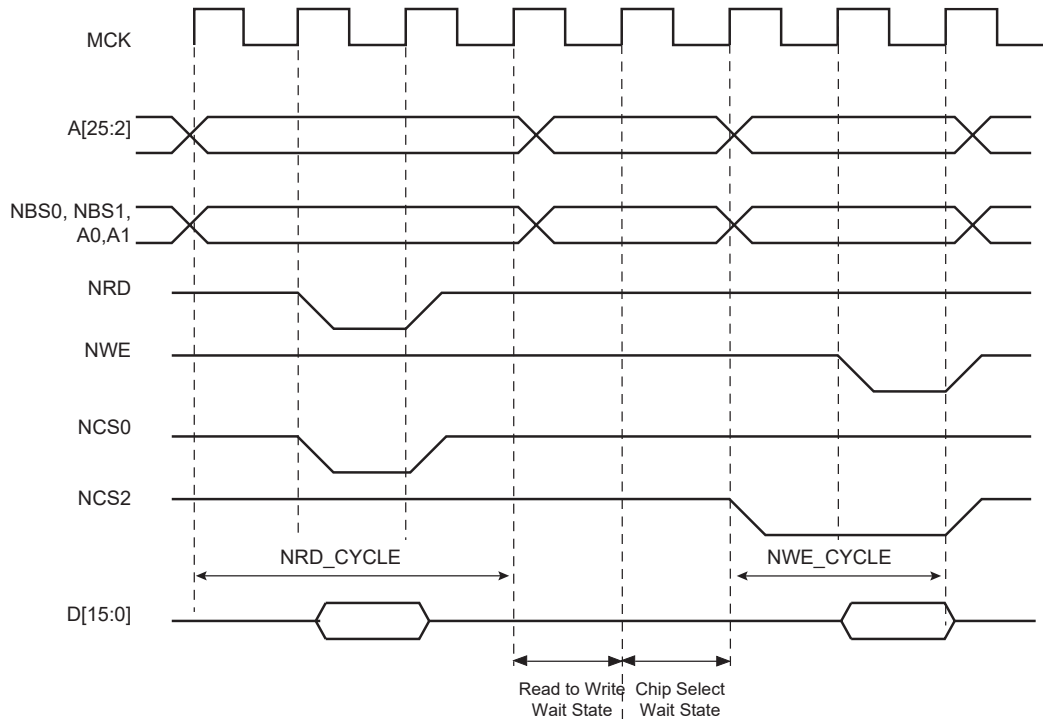 MCK
A[25:2]
NBS0, NBS1,
A0,A1
NRD
NWE
NCS0
NCS2
NRD_CYCLE
NWE_CYCLE
D[15:0]
Read to Write
Wait State
Chip Select
Wait State